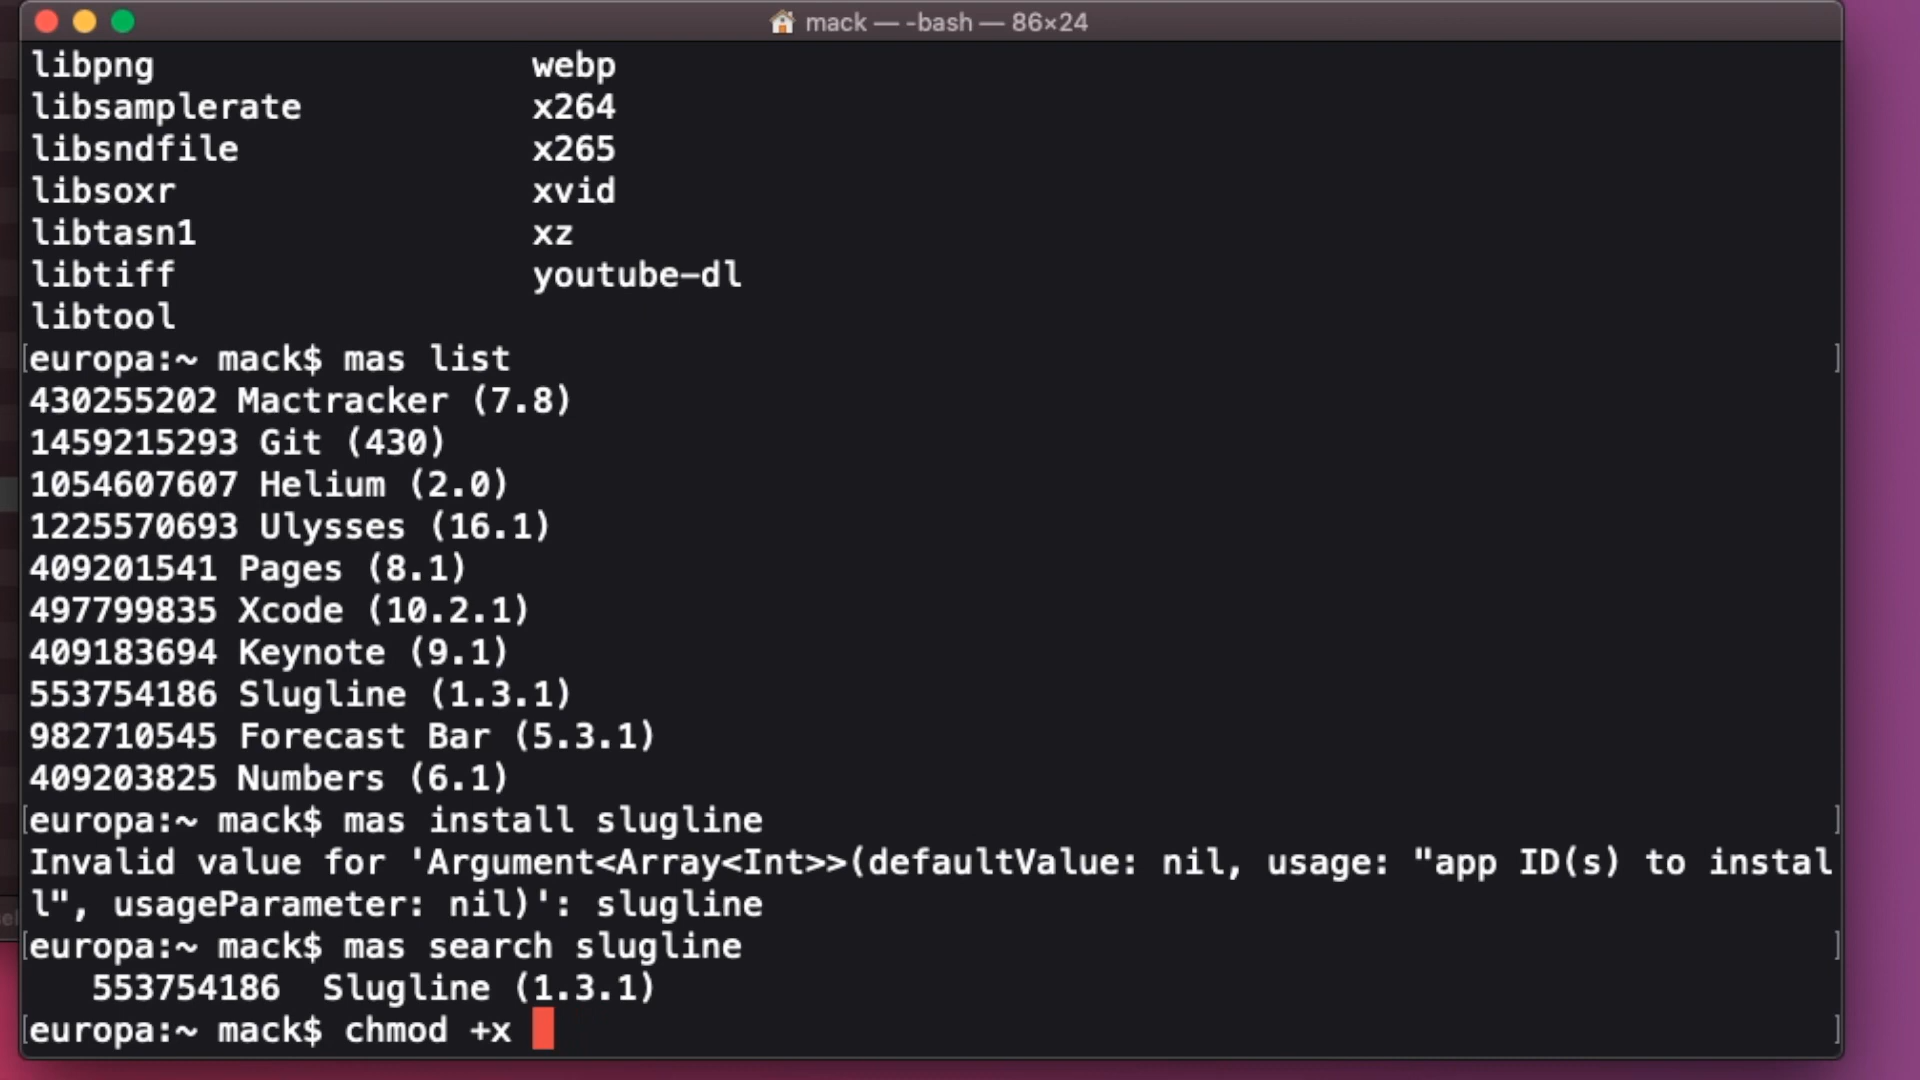 mack — -bash — 86×24
libpng webp
libsamplerate x264
libsndfile x265
libsoxr xvid
libtasn1 xz
libtiff youtube-dl
libtool
[europa:~ mack$ mas list ]
430255202 Mactracker (7.8)
1459215293 Git (430)
1054607607 Helium (2.0)
1225570693 Ulysses (16.1)
409201541 Pages (8.1)
497799835 Xcode (10.2.1)
409183694 Keynote (9.1)
553754186 Slugline (1.3.1)
982710545 Forecast Bar (5.3.1)
409203825 Numbers (6.1)
[europa:~ mack$ mas install slugline ]
Invalid value for 'Argument<Array<Int>>(defaultValue: nil, usage: "app ID(s) to instal
l", usageParameter: nil)': slugline
[europa:~ mack$ mas search slugline ]
553754186 Slugline (1.3.1)
[europa:~ mack$ chmod +x ]